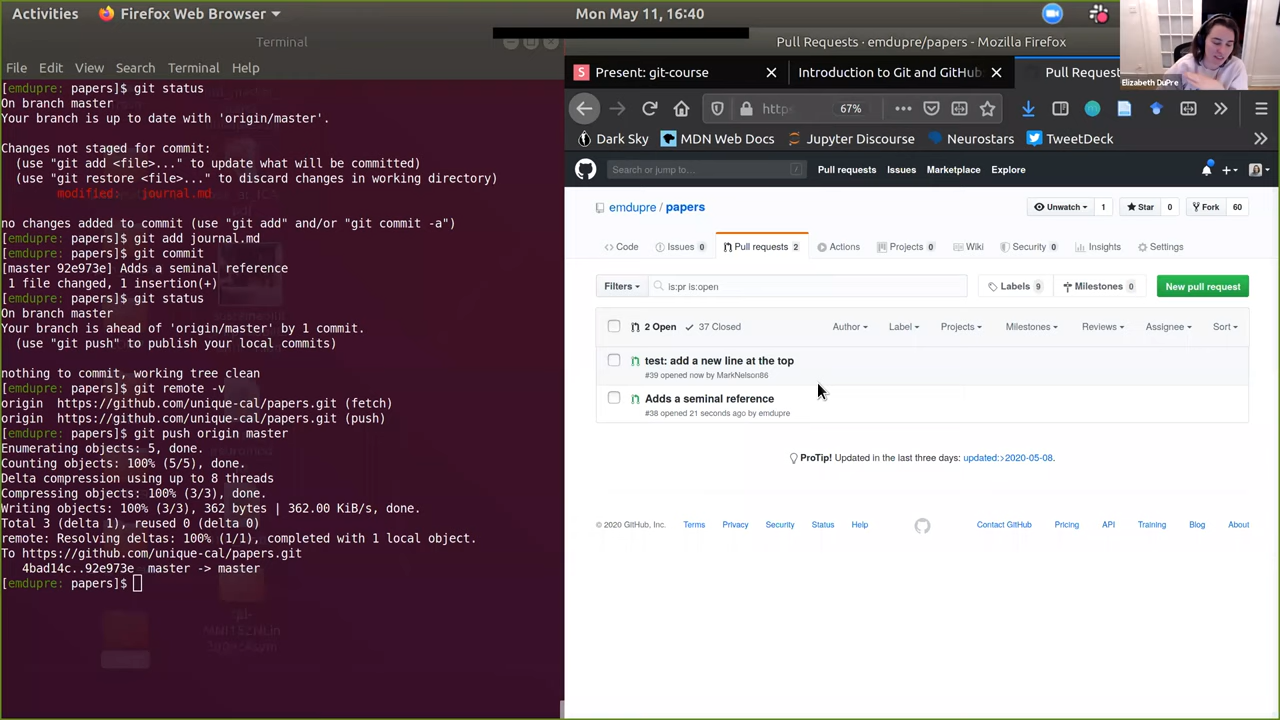 Activities
Firefox Web Browser
Mon May 11, 16:40
Elizabeth DuPre
Terminal
File Edit View Search Terminal Help
[emdupre: papers]$ git status
On branch master
Your branch is up to date with 'origin/master'.
Changes not staged for commit:
(use "git add <file>..." to update what will be committed)
(use "git restore <file>..." to discard changes in working directory)
modified: journal.md
no changes added to commit (use "git add" and/or "git commit -a")
[emdupre: papers]$ git add journal.md
[emdupre: papers]$ git commit
[master 92e973e] Adds a seminal reference
1 file changed, 1 insertion(+)
[emdupre: papers]$ git status
On branch master
Your branch is ahead of 'origin/master' by 1 commit.
(use "git push" to publish your local commits)
nothing to commit, working tree clean
[emdupre: papers]$ git remote -v
origin https://github.com/unique-cal/papers.git (fetch)
origin https://github.com/unique-cal/papers.git (push)
[emdupre: papers]$ git push origin master
Enumerating objects: 5, done.
Counting objects: 100% (5/5), done.
Delta compression using up to 8 threads
Compressing objects: 100% (3/3), done.
Writing objects: 100% (3/3), 362 bytes | 362.00 KiB/s, done.
Total 3 (delta 1), reused 0 (delta 0)
remote: Resolving deltas: 100% (1/1), completed with 1 local object.
To https://github.com/unique-cal/papers.git
4bad14c..92e973e master -> master
[emdupre: papers]$
Pull Requests · emdupre/papers - Mozilla Firefox
Present: git-course
Introduction to Git and GitHub
Pull Request
https
67%
Dark Sky MDN Web Docs Jupyter Discourse Neurostars TweetDeck
Search or jump to... / Pull requests Issues Marketplace Explore
emdupre / papers
Unwatch 1 Star 0 Fork 60
Code Issues 0 Pull requests 2 Actions Projects 0 Wiki Security 0 Insights Settings
Filters is:pr is:open Labels 9 Milestones 0 New pull request
2 Open 37 Closed Author Label Projects Milestones Reviews Assignee Sort
test: add a new line at the top
#39 opened now by MarkNelson86
Adds a seminal reference
#38 opened 21 seconds ago by emdupre
ProTip! Updated in the last three days: updated:>2020-05-08.
© 2020 GitHub, Inc. Terms Privacy Security Status Help Contact GitHub Pricing API Training Blog About